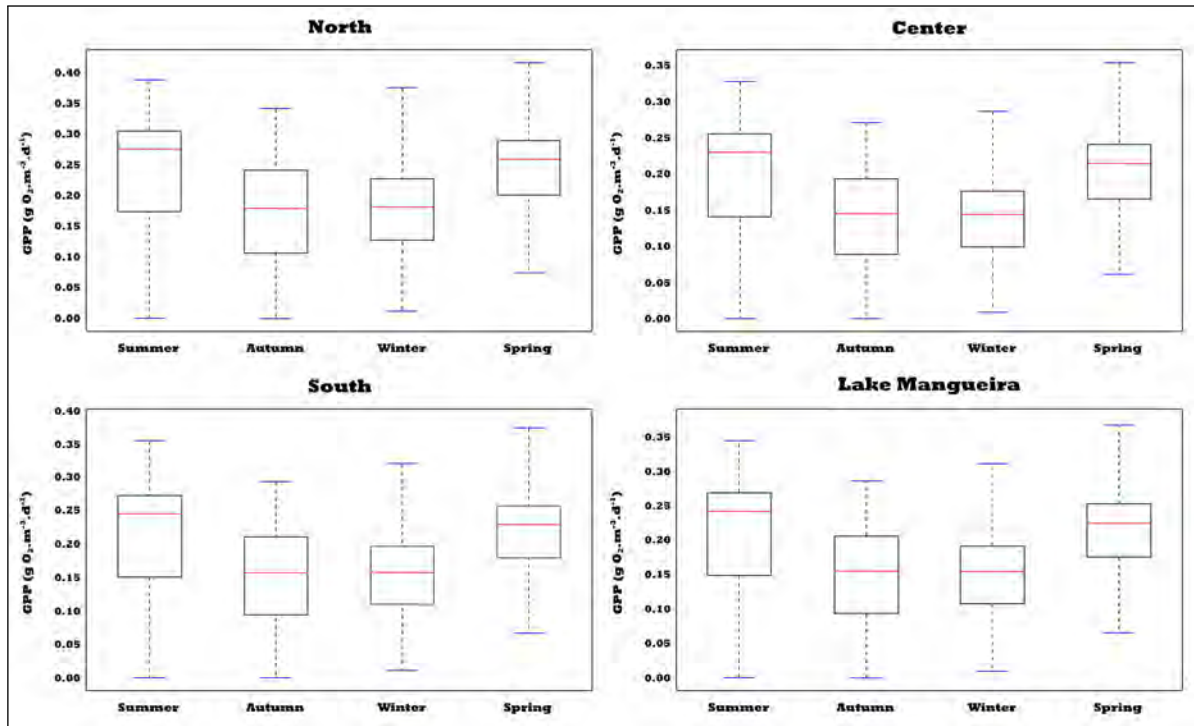 North
GPP (g O₂.m⁻³.d⁻¹)
0.40
0.35
0.30
0.25
0.20
0.15
0.10
0.05
0.00
Summer Autumn Winter Spring
Center
GPP (g O₂.m⁻³.d⁻¹)
0.35
0.30
0.25
0.20
0.15
0.10
0.05
0.00
Summer Autumn Winter Spring
South
GPP (g O₂.m⁻³.d⁻¹)
0.40
0.35
0.30
0.25
0.20
0.15
0.10
0.05
0.00
Summer Autumn Winter Spring
Lake Mangueira
GPP (g O₂.m⁻³.d⁻¹)
0.35
0.30
0.25
0.20
0.15
0.10
0.05
0.00
Summer Autumn Winter Spring